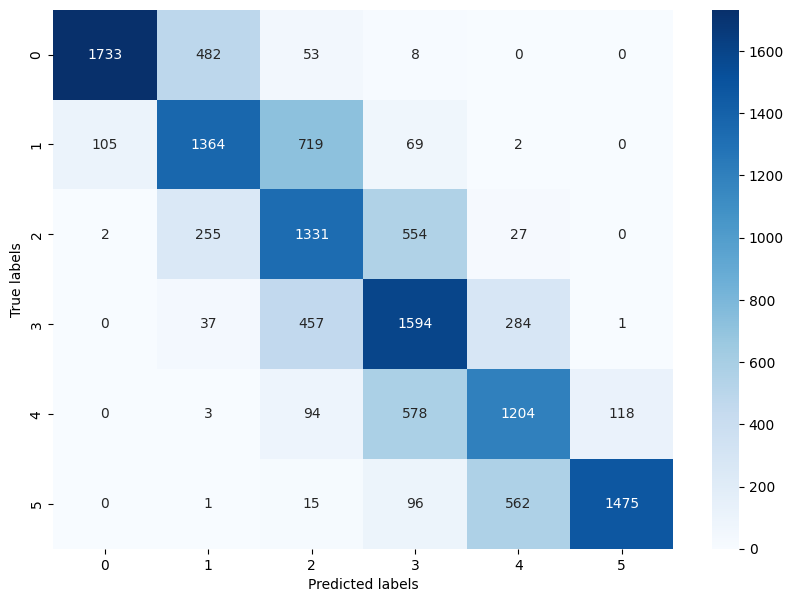 0 1733 482 53 8 0 0
1 105 1364 719 69 2 0
2 2 255 1331 554 27 0
3 0 37 457 1594 284 1
4 0 3 94 578 1204 118
5 0 1 15 96 562 1475
0 1 2 3 4 5
Predicted labels
True labels
1600
1400
1200
1000
800
600
400
200
0